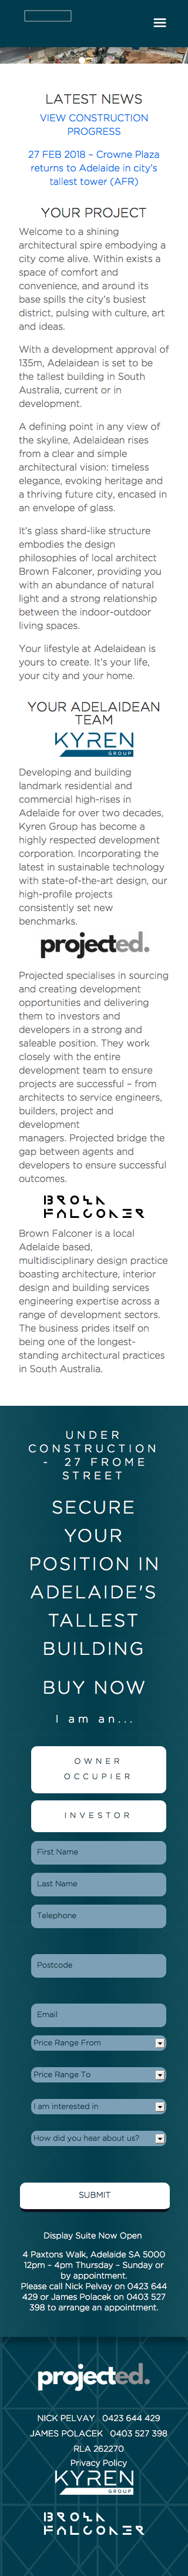 LATEST NEWS
VIEW CONSTRUCTION
PROGRESS
27 FEB 2018 – Crowne Plaza
returns to Adelaide in city's
tallest tower (AFR)
YOUR PROJECT
Welcome to a shining
architectural spire embodying a
city come alive. Within exists a
space of comfort and
convenience, and around its
base spills the city's busiest
district, pulsing with culture, art
and ideas.
With a development approval of
135m, Adelaidean is set to be
the tallest building in South
Australia, current or in
development.
A defining point in any view of
the skyline, Adelaidean rises
from a clear and simple
architectural vision: timeless
elegance, evoking heritage and
a thriving future city, encased in
an envelope of glass.
It's glass shard-like structure
embodies the design
philosophies of local architect
Brown Falconer, providing you
with an abundance of natural
light and a strong relationship
between the indoor-outdoor
living spaces.
Your lifestyle at Adelaidean is
yours to create. It's your life,
your city and your home.
YOUR ADELAIDEAN
TEAM
KYREN
GROUP
Developing and building
landmark residential and
commercial high-rises in
Adelaide for over two decades,
Kyren Group has become a
highly respected development
corporation. Incorporating the
latest in sustainable technology
with state-of-the-art design, our
high-profile projects
consistently set new
benchmarks.
projected.
Projected specialises in sourcing
and creating development
opportunities and delivering
them to investors and
developers in a strong and
saleable position. They work
closely with the entire
development team to ensure
projects are successful – from
architects to service engineers,
builders, project and
development
managers. Projected bridge the
gap between agents and
developers to ensure successful
outcomes.
BROWN
FALCONER
Brown Falconer is a local
Adelaide based,
multidisciplinary design practice
boasting architecture, interior
design and building services
engineering expertise across a
range of development sectors.
The business prides itself on
being one of the longest-
standing architectural practices
in South Australia.
UNDER
CONSTRUCTION
- 27 FROME
STREET
SECURE
YOUR
POSITION IN
ADELAIDE'S
TALLEST
BUILDING
BUY NOW
I am an...
OWNER
OCCUPIER
INVESTOR
First Name
Last Name
Telephone
Postcode
Email
Price Range From
Price Range To
I am interested in
How did you hear about us?
SUBMIT
Display Suite Now Open
4 Paxtons Walk, Adelaide SA 5000
12pm – 4pm Thursday – Sunday or
by appointment.
Please call Nick Pelvay on 0423 644
429 or James Polacek on 0403 527
398 to arrange an appointment.
projected.
NICK PELVAY 0423 644 429
JAMES POLACEK 0403 527 398
RLA 262270
Privacy Policy
KYREN
GROUP
BROWN
FALCONER